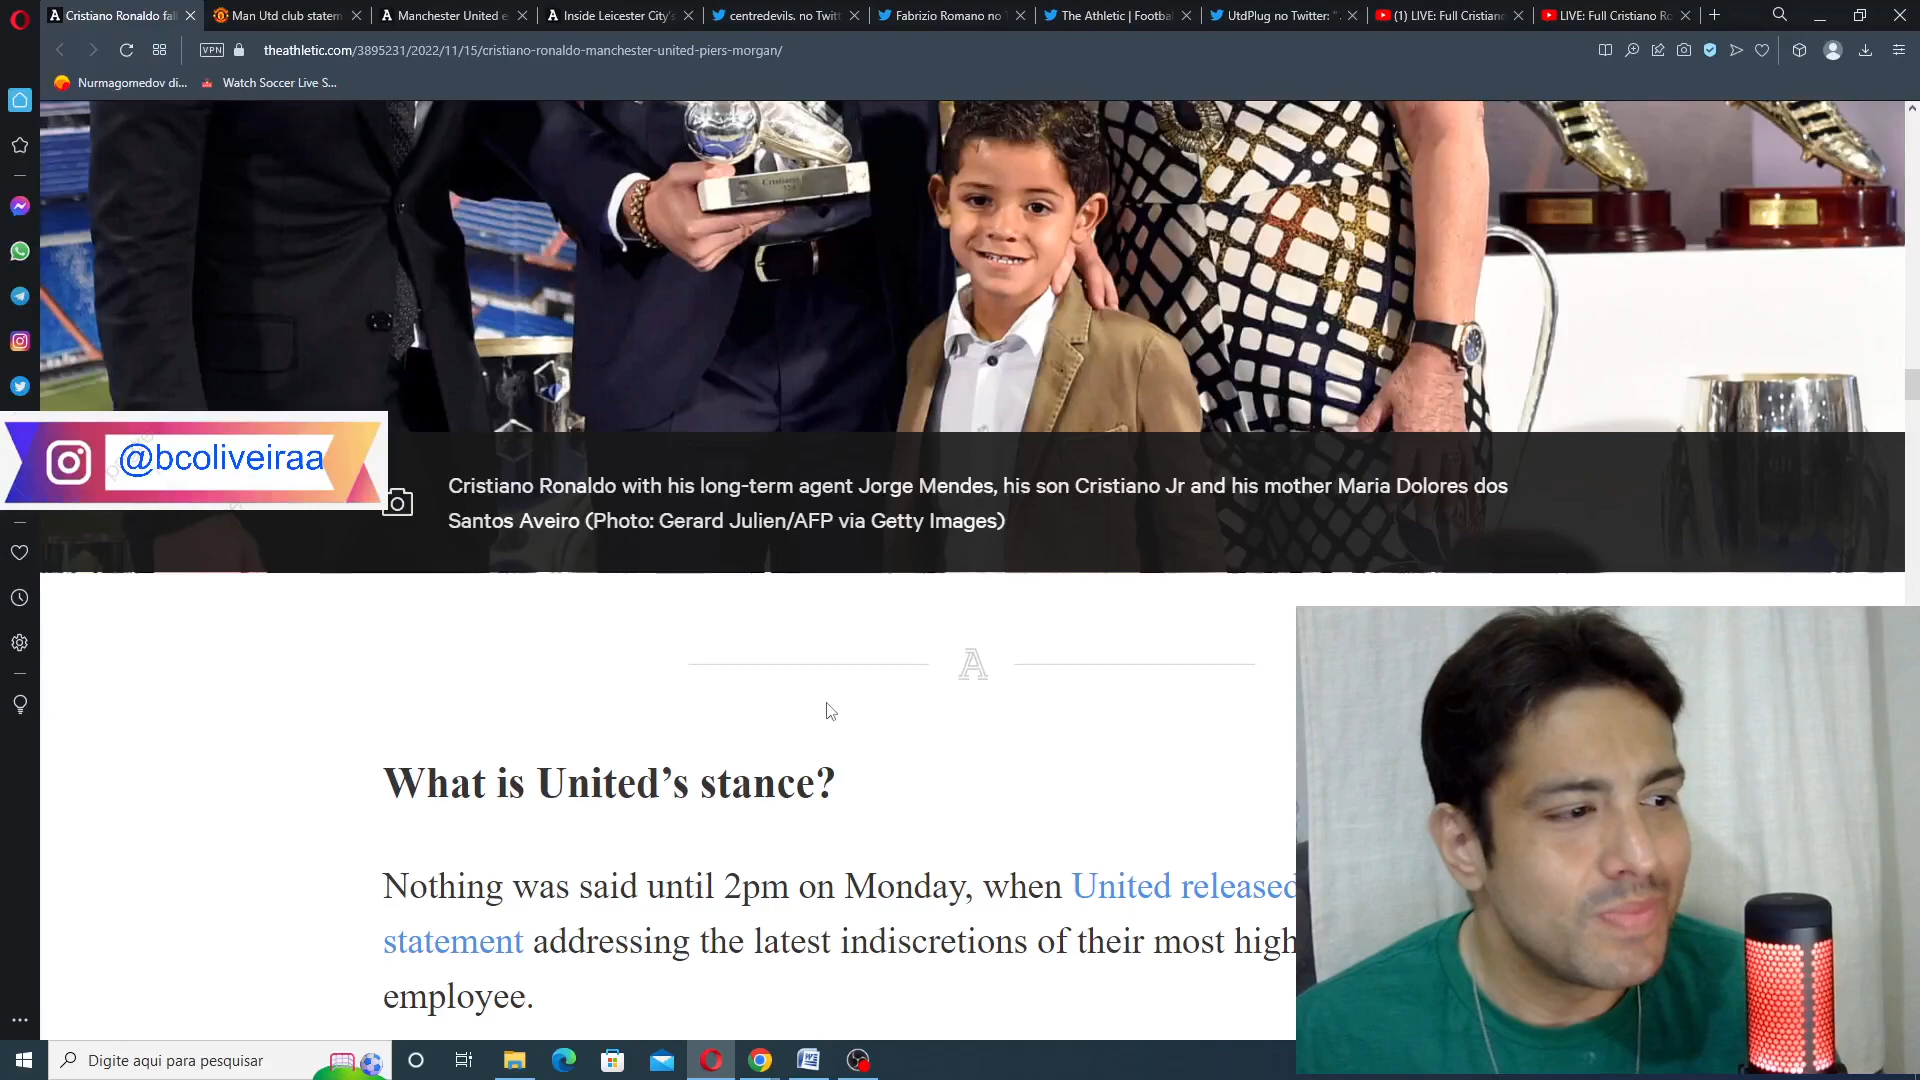 Cristiano Ronaldo fall
Man Utd club statem
Manchester United e
Inside Leicester City's
centredevils. no Twitt
Fabrizio Romano no T
The Athletic | Footbal
UtdPlug no Twitter: "
(1) LIVE: Full Cristiano
LIVE: Full Cristiano Ro
VPN
theathletic.com/3895231/2022/11/15/cristiano-ronaldo-manchester-united-piers-morgan/
Nurmagomedov di...
Watch Soccer Live S...
@bcoliveiraa
Cristiano Ronaldo with his long-term agent Jorge Mendes, his son Cristiano Jr and his mother Maria Dolores dos
Santos Aveiro (Photo: Gerard Julien/AFP via Getty Images)
What is United's stance?
Nothing was said until 2pm on Monday, when United released
statement addressing the latest indiscretions of their most high
employee.
Digite aqui para pesquisar